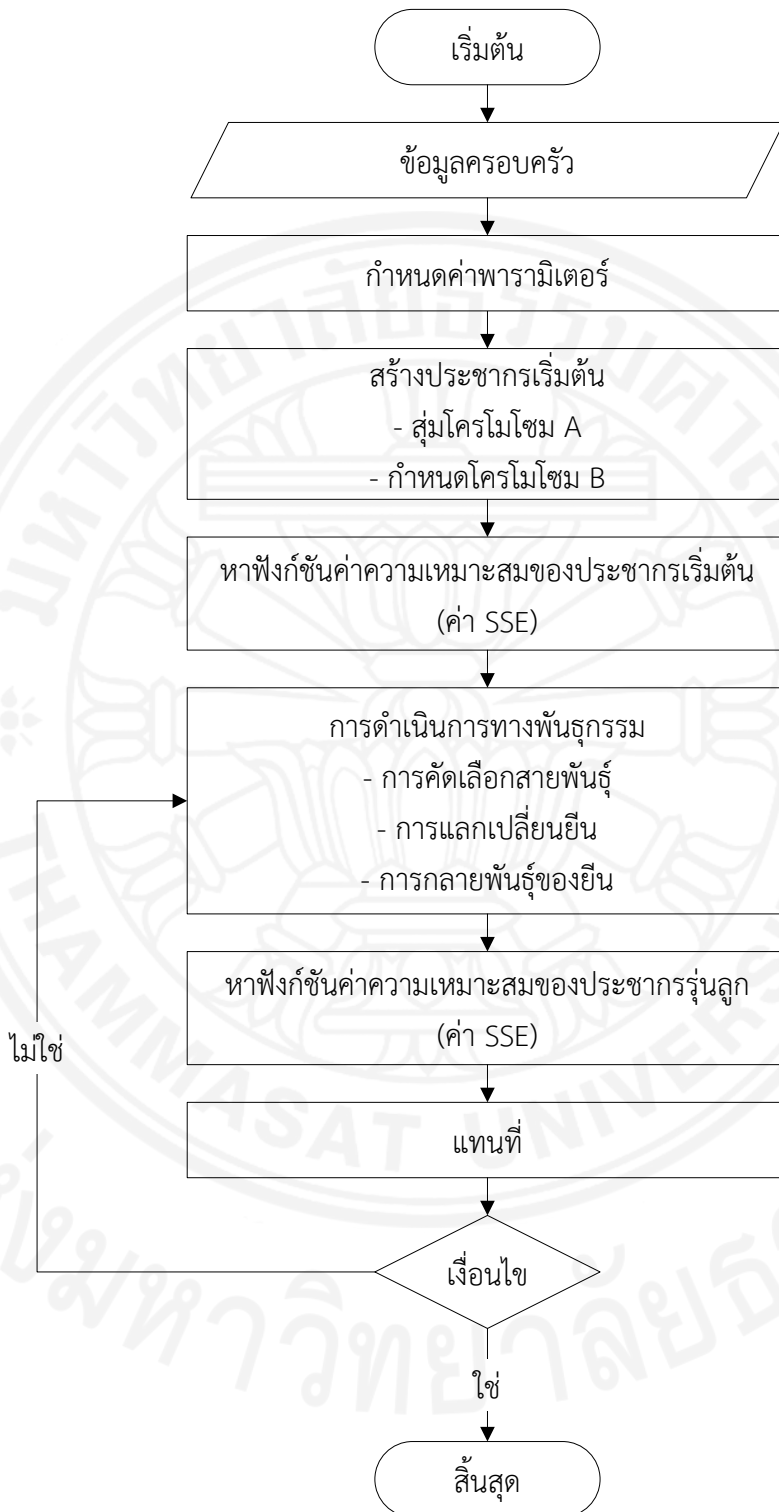 เริ่มต้น
ข้อมูลครอบครัว
กำหนดค่าพารามิเตอร์
สร้างประชากรเริ่มต้น
- สุ่มโครโมโซม A
- กำหนดโครโมโซม B
หาฟังก์ชันค่าความเหมาะสมของประชากรเริ่มต้น
(ค่า SSE)
การดำเนินการทางพันธุกรรม
- การคัดเลือกสายพันธุ์
- การแลกเปลี่ยนยีน
- การกลายพันธุ์ของยีน
หาฟังก์ชันค่าความเหมาะสมของประชากรรุ่นลูก
(ค่า SSE)
ไม่ใช่
แทนที่
เงื่อนไข
ใช่
สิ้นสุด
THAMMASAT UNIVERS